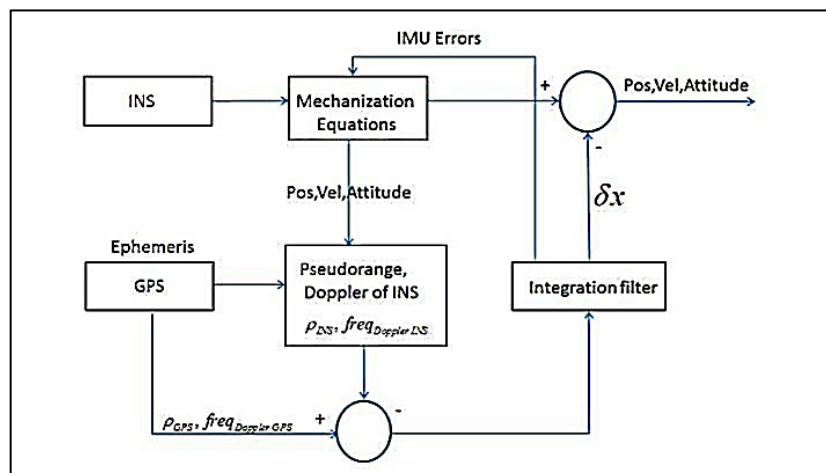 IMU Errors
INS
Mechanization
Equations
+
Pos,Vel,Attitude
-
Pos,Vel,Attitude
δx
Ephemeris
GPS
Pseudorange,
Doppler of INS
ρINS, freqDoppler INS
Integration filter
ρGPS, freqDoppler GPS
+
-